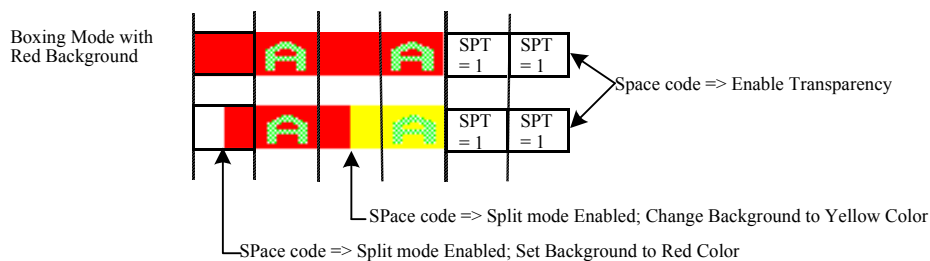 Boxing Mode with
Red Background
A A
SPT SPT
= 1 = 1
Space code => Enable Transparency
A A
SPT SPT
= 1 = 1
SPace code => Split mode Enabled; Change Background to Yellow Color
SPace code => Split mode Enabled; Set Background to Red Color